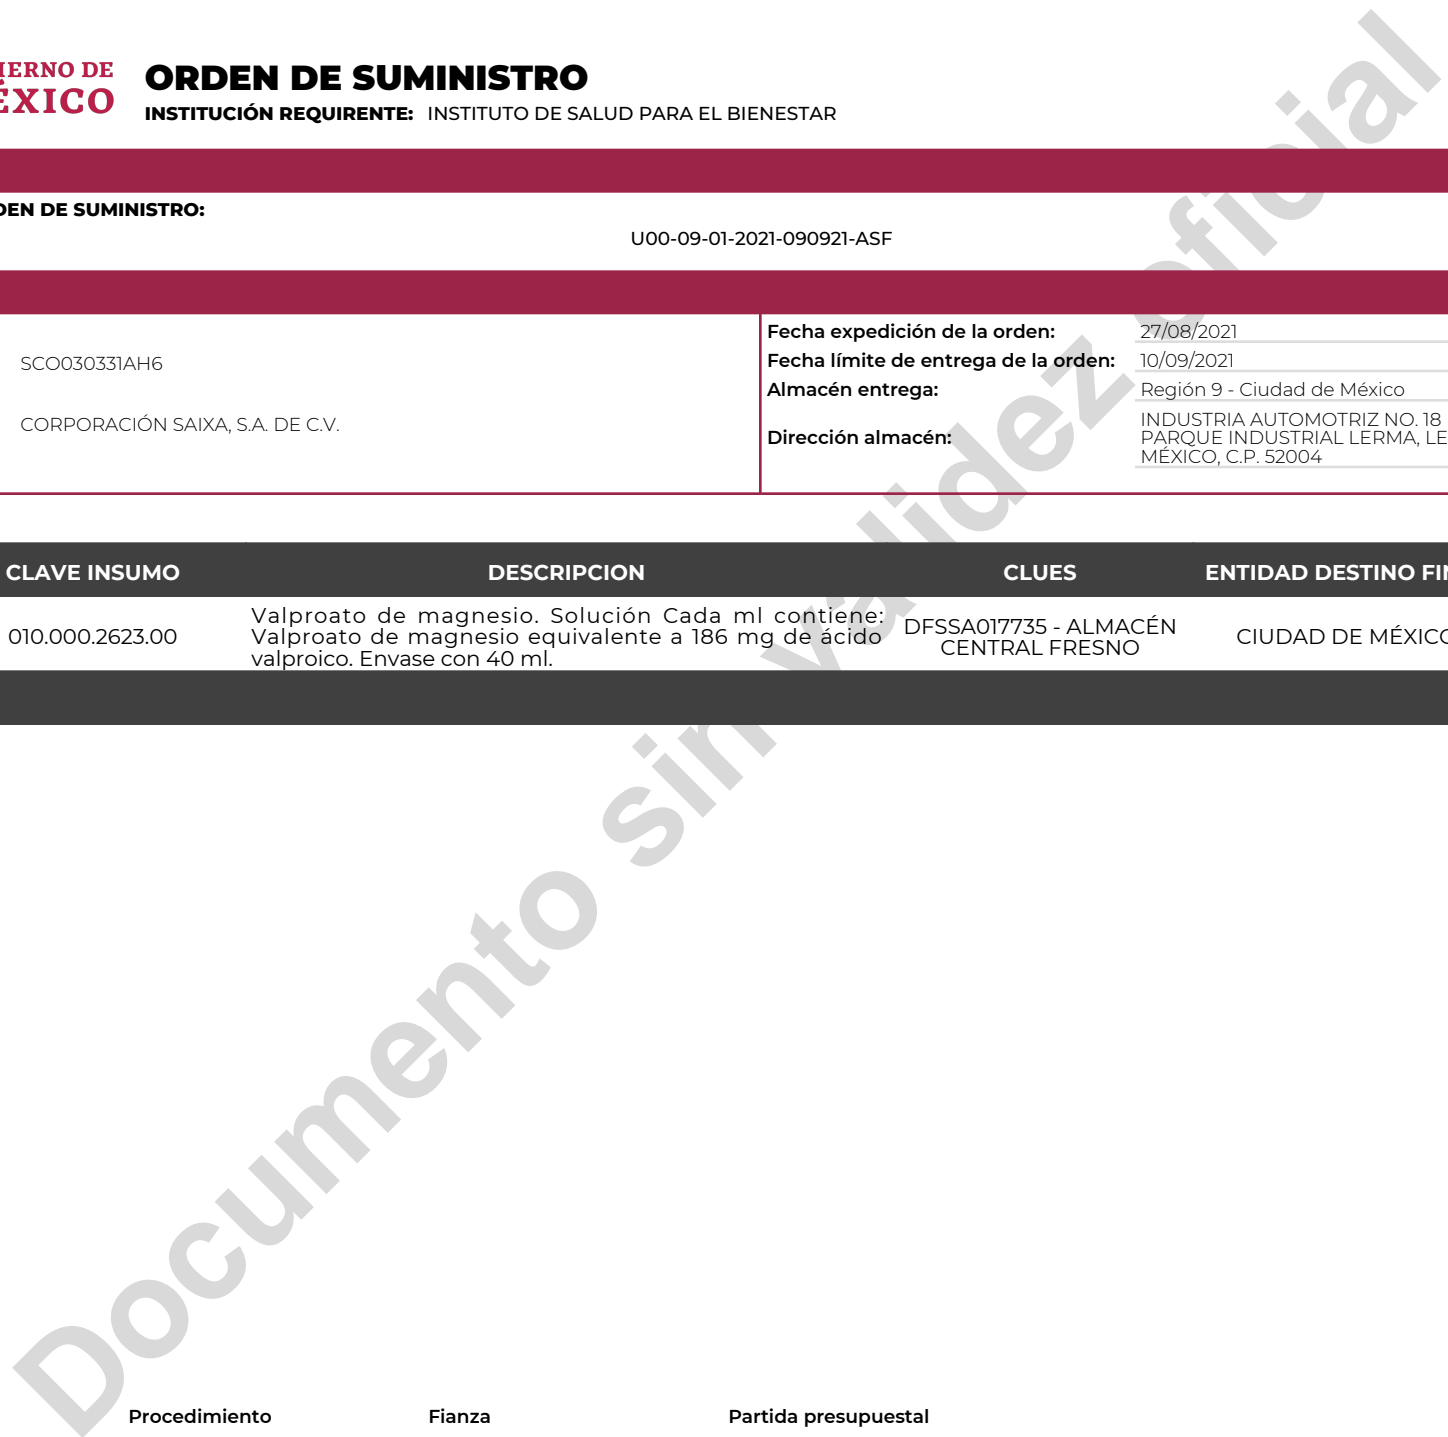 IERNO DE
ÉXICO
ORDEN DE SUMINISTRO
INSTITUCIÓN REQUIRENTE: INSTITUTO DE SALUD PARA EL BIENESTAR
DEN DE SUMINISTRO:
U00-09-01-2021-090921-ASF
SCO030331AH6
CORPORACIÓN SAIXA, S.A. DE C.V.
Fecha expedición de la orden: 27/08/2021
Fecha límite de entrega de la orden: 10/09/2021
Almacén entrega: Región 9 - Ciudad de México
Dirección almacén:
INDUSTRIA AUTOMOTRIZ NO. 18
PARQUE INDUSTRIAL LERMA, LE
MÉXICO, C.P. 52004
CLAVE INSUMO DESCRIPCION CLUES ENTIDAD DESTINO FIN
010.000.2623.00
Valproato de magnesio. Solución Cada ml contiene:
Valproato de magnesio equivalente a 186 mg de ácido
valproico. Envase con 40 ml.
DFSSA017735 - ALMACÉN
CENTRAL FRESNO
CIUDAD DE MÉXICO
Documento sin validez oficial
Procedimiento Fianza Partida presupuestal